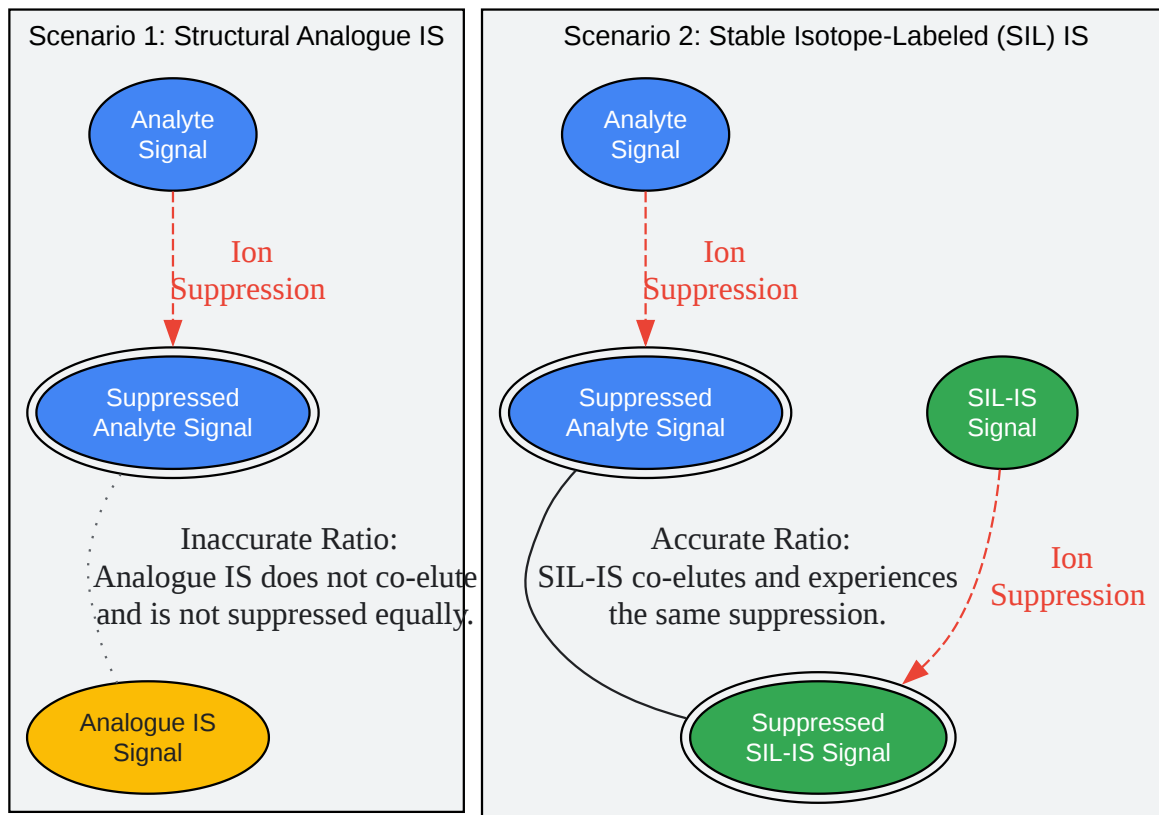 Scenario 1: Structural Analogue IS
Analyte
Signal
Ion
Suppression
Suppressed
Analyte Signal
Inaccurate Ratio:
Analogue IS does not co-elute
and is not suppressed equally.
Analogue IS
Signal
Scenario 2: Stable Isotope-Labeled (SIL) IS
Analyte
Signal
Ion
Suppression
Suppressed
Analyte Signal
SIL-IS
Signal
Accurate Ratio:
SIL-IS co-elutes and experiences
the same suppression.
Ion
Suppression
Suppressed
SIL-IS Signal